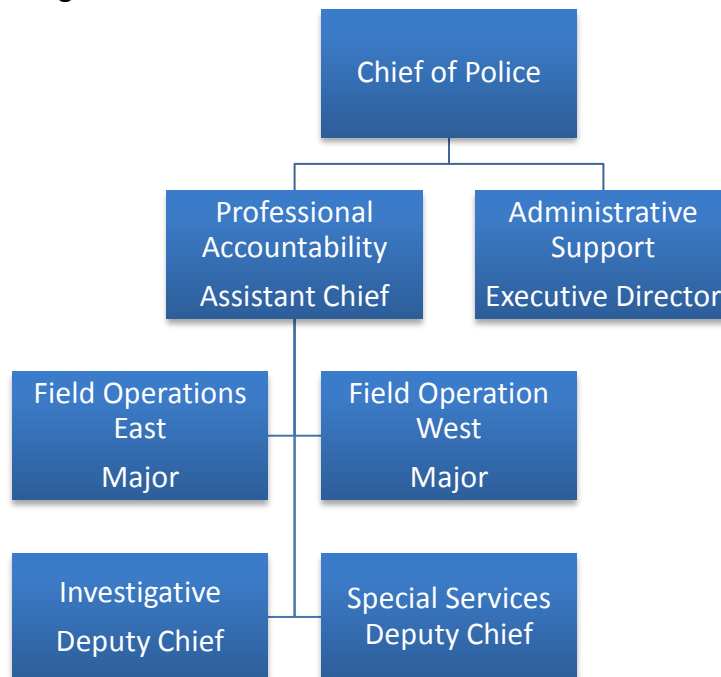 Chief of Police
Professional
Accountability
Assistant Chief
Administrative
Support
Executive Director
Field Operations
East
Major
Field Operation
West
Major
Investigative
Deputy Chief
Special Services
Deputy Chief